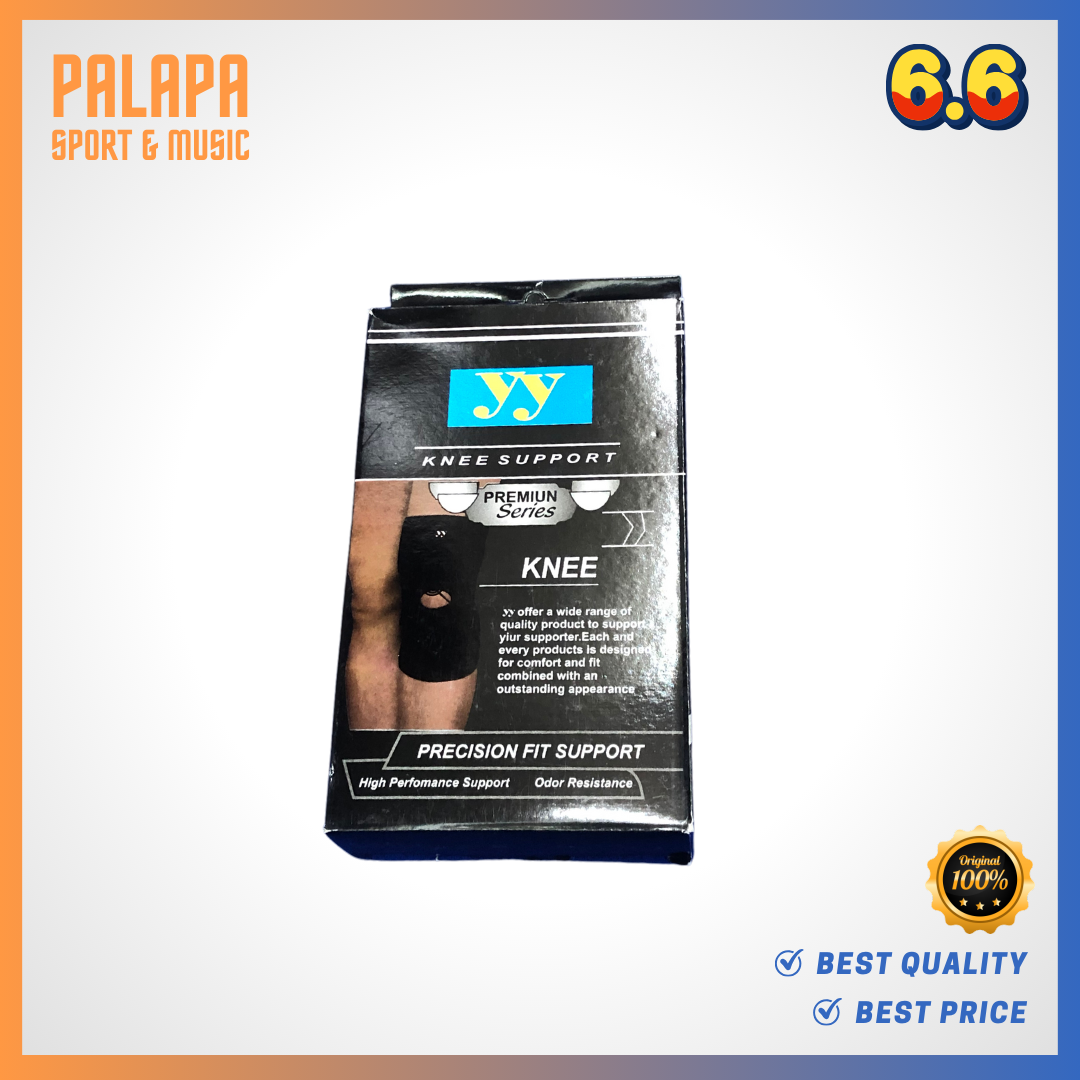 PALAPA
SPORT & MUSIC
6.6
yy
KNEE SUPPORT
PREMIUN
Series
yy
KNEE
yy offer a wide range of
quality product to support
yiur supporter.Each and
every products is designed
for comfort and fit
combined with an
outstanding appearance
PRECISION FIT SUPPORT
High Perfomance Support Odor Resistance
Original
100%
BEST QUALITY
BEST PRICE